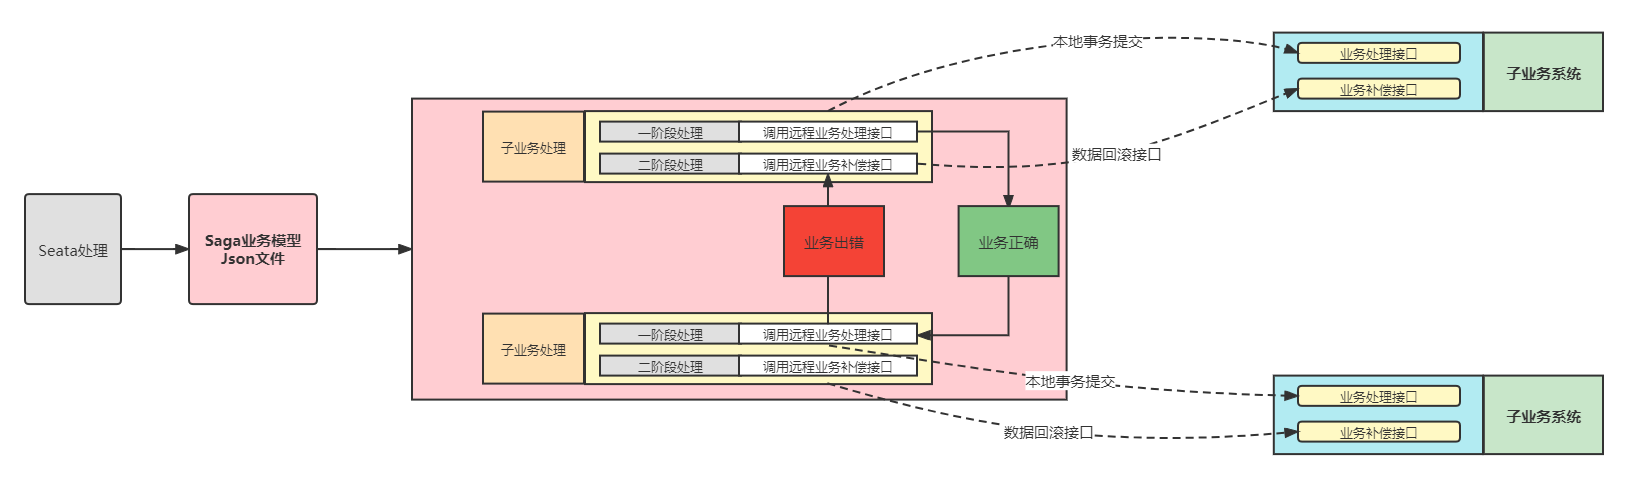 本地事务提交
业务处理接口
业务补偿接口
子业务系统
子业务处理
一阶段处理
调用远程业务处理接口
二阶段处理
调用远程业务补偿接口
数据回滚接口
Seata处理
Saga业务模型
Json文件
业务出错
业务正确
子业务处理
一阶段处理
调用远程业务处理接口
二阶段处理
调用远程业务补偿接口
本地事务提交
数据回滚接口
业务处理接口
业务补偿接口
子业务系统